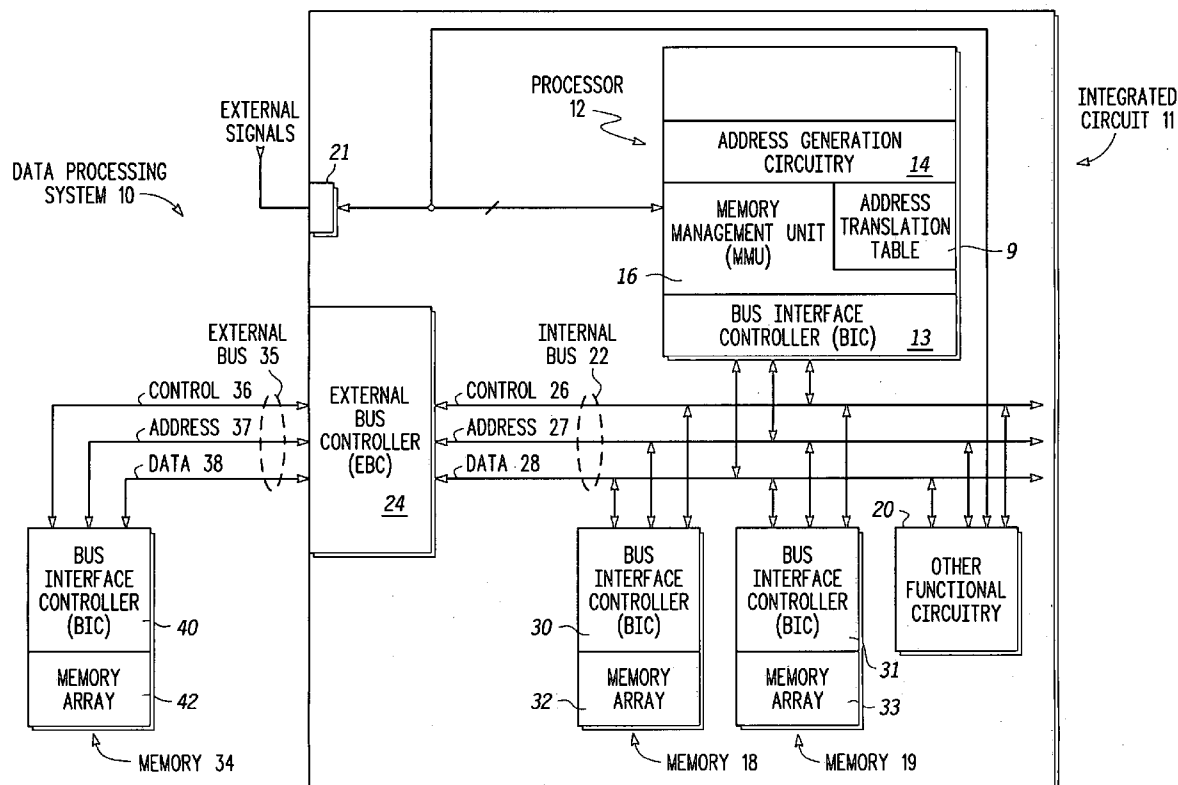 PROCESSOR
12
INTEGRATED
CIRCUIT 11
EXTERNAL
SIGNALS
21
DATA PROCESSING
SYSTEM 10
ADDRESS GENERATION
CIRCUITRY
14
MEMORY
MANAGEMENT UNIT
(MMU)
16
ADDRESS
TRANSLATION
TABLE
9
BUS INTERFACE
CONTROLLER (BIC)
13
EXTERNAL
BUS 35
INTERNAL
BUS 22
CONTROL 36
ADDRESS 37
DATA 38
EXTERNAL
BUS
CONTROLLER
(EBC)
24
CONTROL 26
ADDRESS 27
DATA 28
BUS
INTERFACE
CONTROLLER
(BIC)
40
MEMORY
ARRAY
42
MEMORY 34
BUS
INTERFACE
CONTROLLER
(BIC)
30
MEMORY
ARRAY
32
MEMORY 18
BUS
INTERFACE
CONTROLLER
(BIC)
31
MEMORY
ARRAY
33
MEMORY 19
20
OTHER
FUNCTIONAL
CIRCUITRY